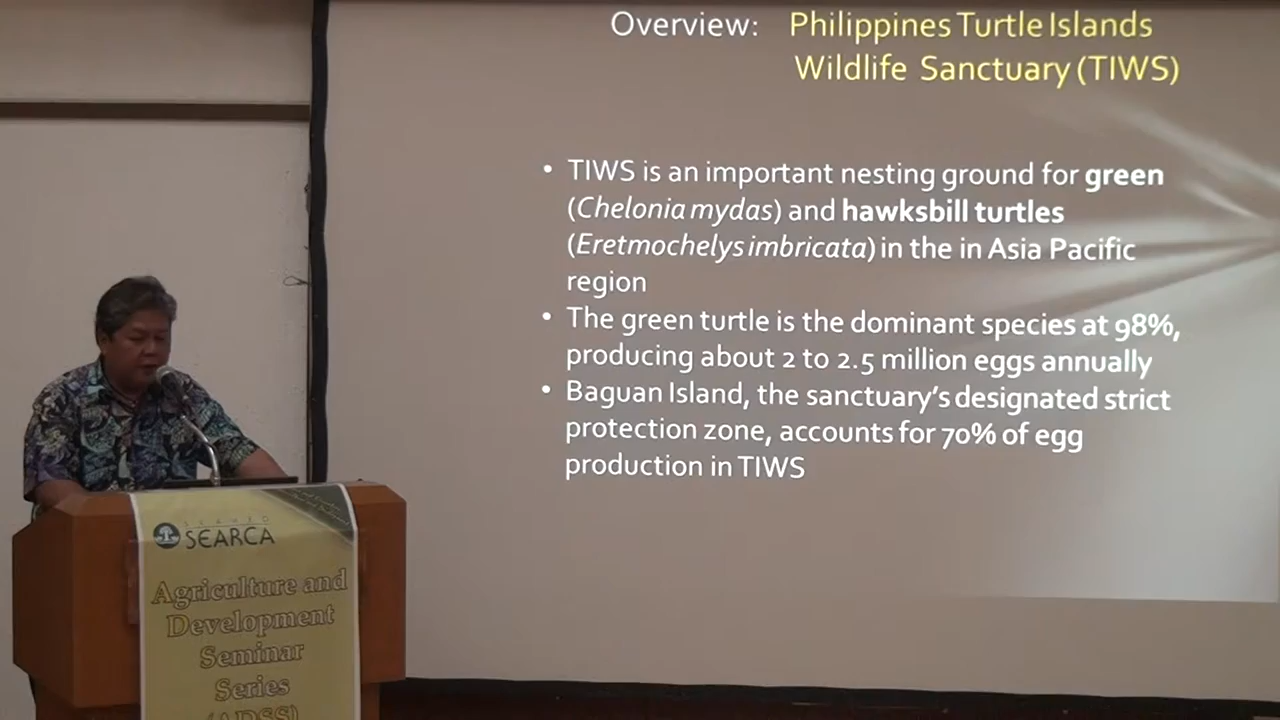 Overview: Philippines Turtle Islands
Wildlife Sanctuary (TIWS)
• TIWS is an important nesting ground for green
(Chelonia mydas) and hawksbill turtles
(Eretmochelys imbricata) in the in Asia Pacific
region
• The green turtle is the dominant species at 98%,
producing about 2 to 2.5 million eggs annually
• Baguan Island, the sanctuary's designated strict
protection zone, accounts for 70% of egg
production in TIWS
SEARCA
Agriculture and
Development
Seminar
Series
(ADSS)